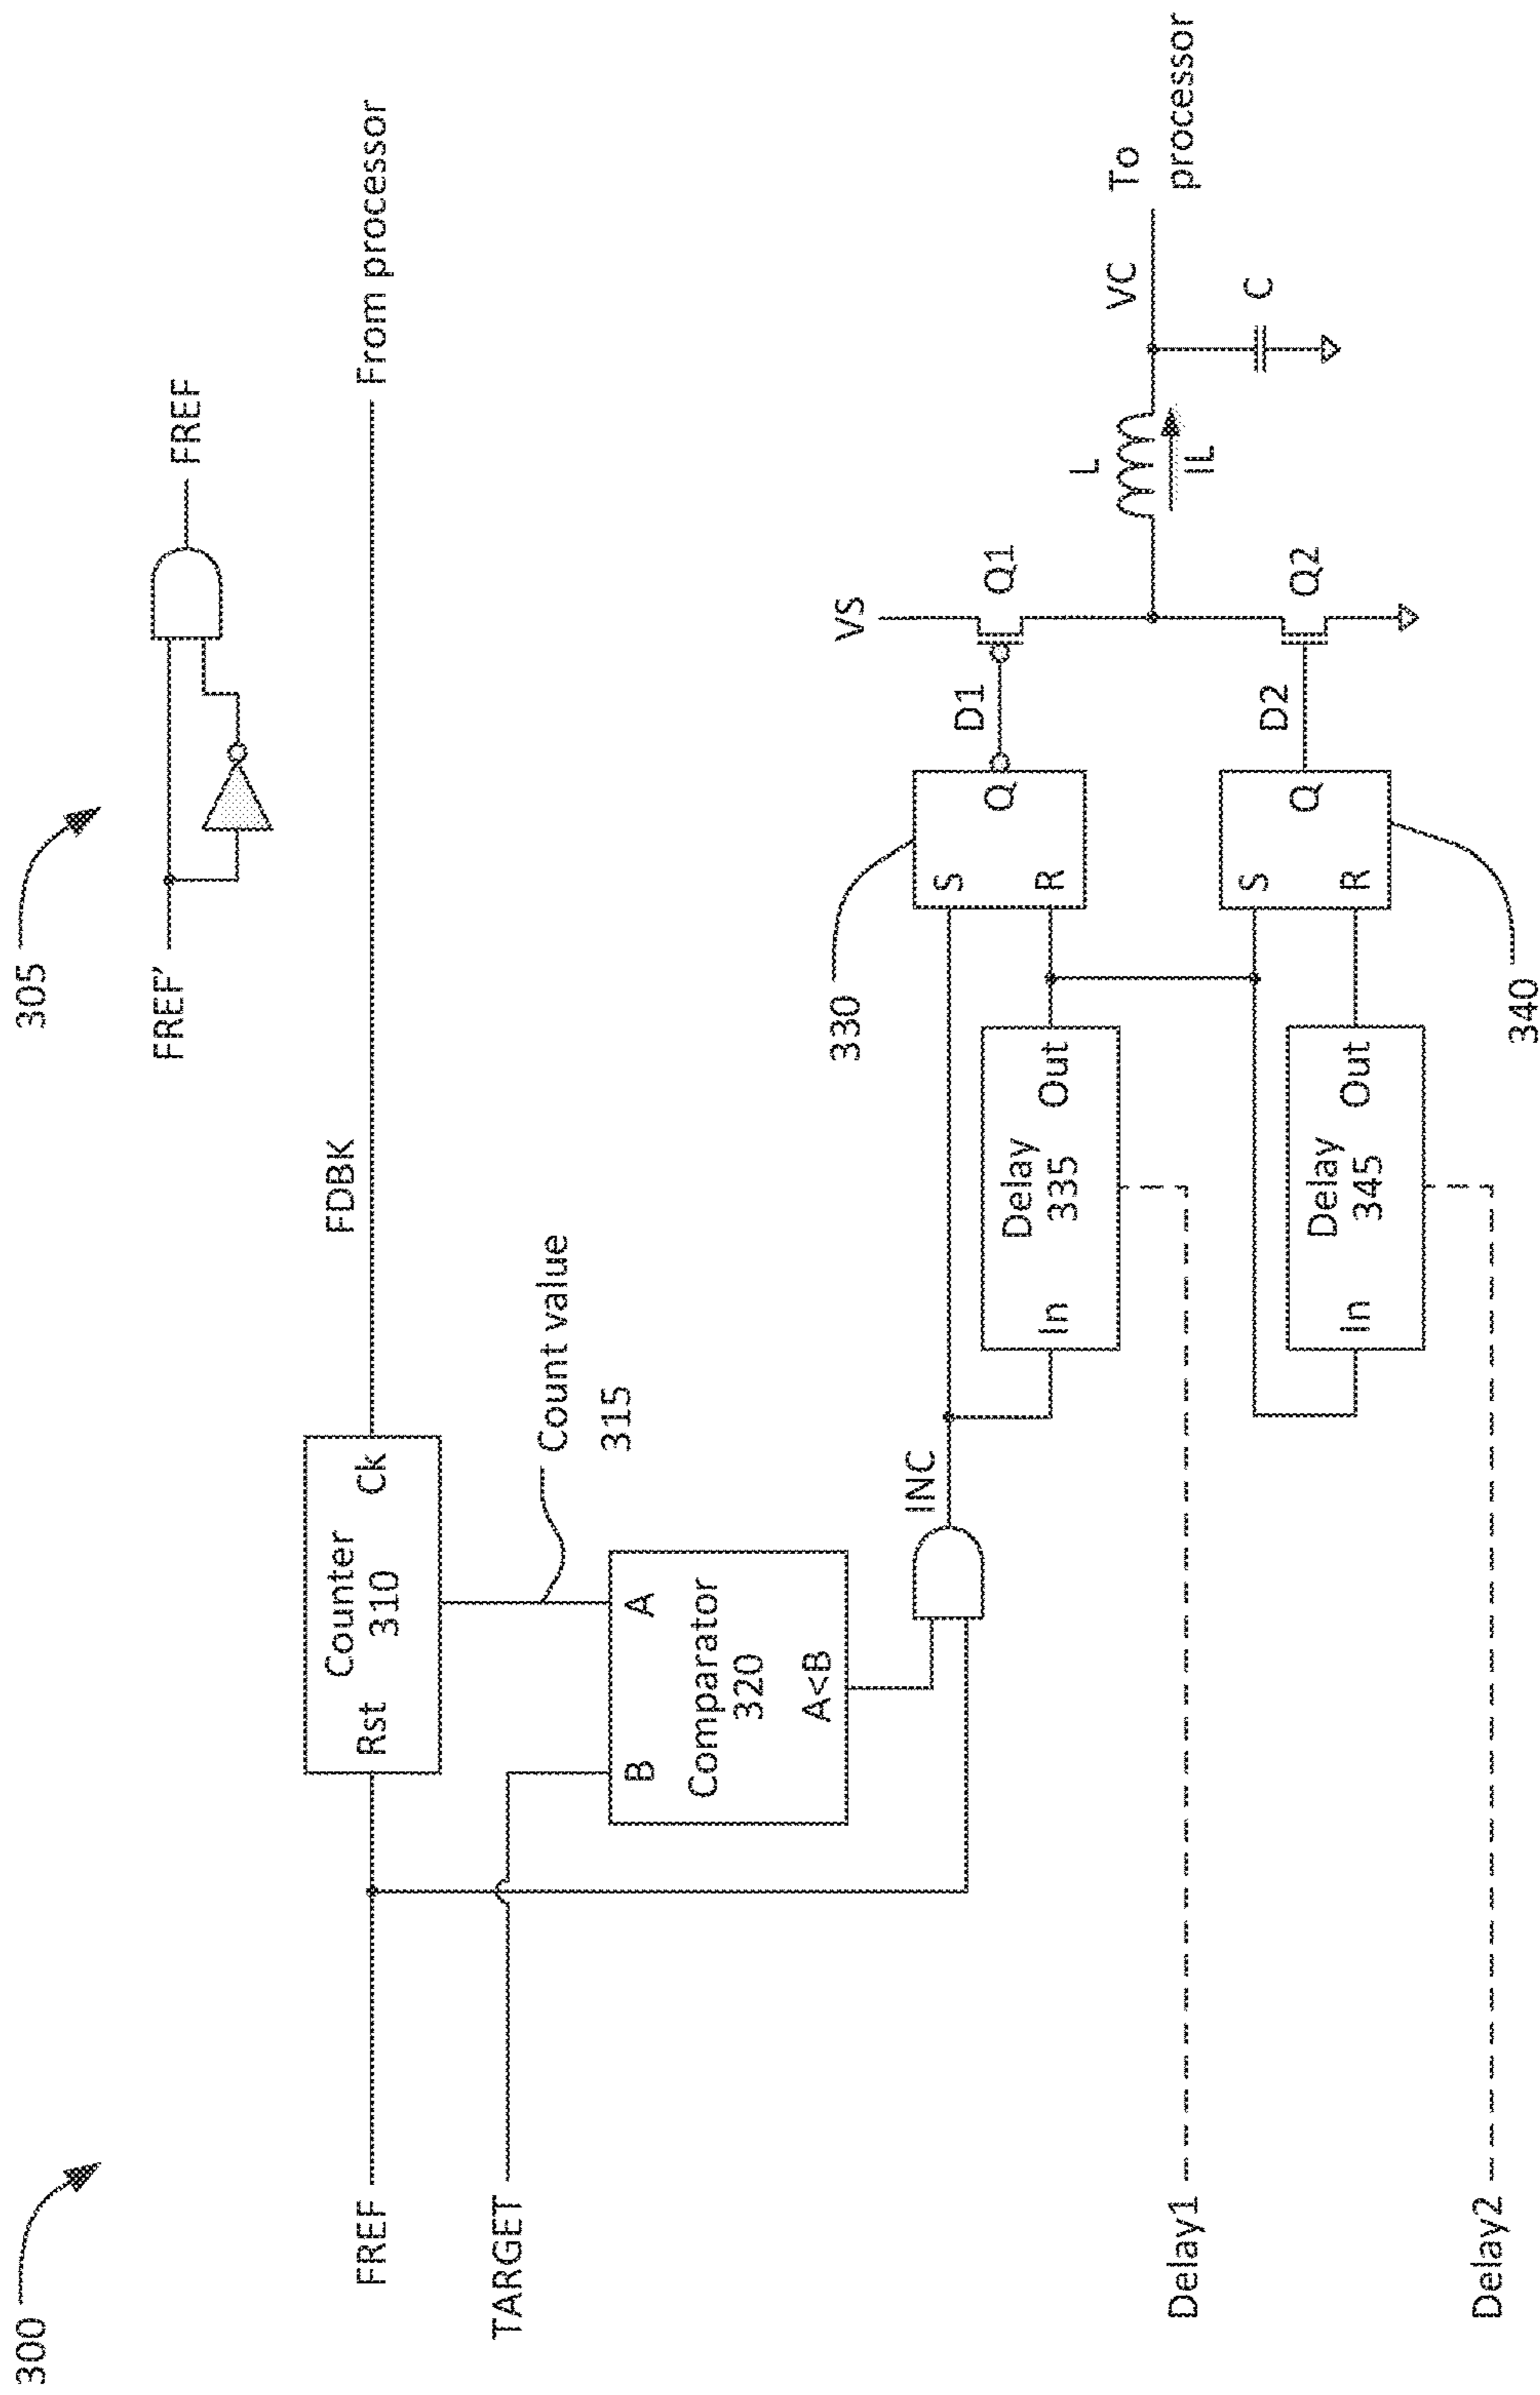 300
305
FREF'
FREF
FREF
FDBK
From processor
Rst
Counter
310
Ck
TARGET
Count value
315
B
A
Comparator
320
A<B
INC
330
S
R
Q
D1
VS
Q1
L
IL
VC
To
processor
C
In
Delay
335
Out
S
R
Q
D2
Q2
In
Delay
345
Out
340
Delay1
Delay2